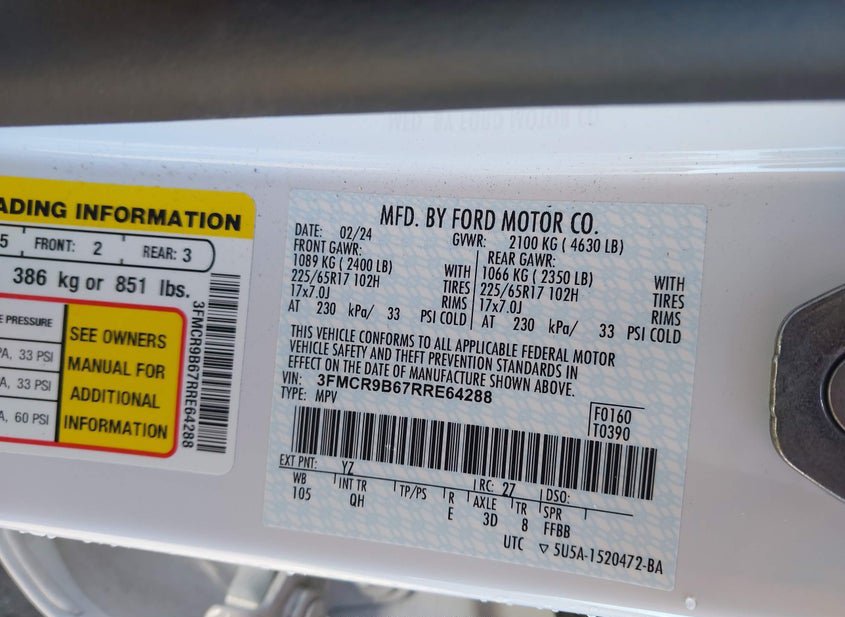 ADING INFORMATION
5 FRONT: 2 REAR: 3
386 kg or 851 lbs.
E PRESSURE
PA, 33 PSI
A, 33 PSI
A, 60 PSI
SEE OWNERS
MANUAL FOR
ADDITIONAL
INFORMATION
3FMCR9B67RRE64288
MFD. BY FORD MOTOR CO.
DATE: 02/24 GVWR: 2100 KG ( 4630 LB)
FRONT GAWR: REAR GAWR:
1089 KG (2400 LB) WITH 1066 KG (2350 LB) WITH
225/65R17 102H TIRES 225/65R17 102H TIRES
17x7.0J RIMS 17x7.0J RIMS
AT 230 kPa/ 33 PSI COLD AT 230 kPa/ 33 PSI COLD
THIS VEHICLE CONFORMS TO ALL APPLICABLE FEDERAL MOTOR
VEHICLE SAFETY AND THEFT PREVENTION STANDARDS IN
EFFECT ON THE DATE OF MANUFACTURE SHOWN ABOVE.
VIN: 3FMCR9B67RRE64288
TYPE: MPV
F0160
T0390
EXT PNT: YZ RC: 27 DSO:
WB INT TR TP/PS R AXLE TR SPR
105 QH E 3D 8 FFBB
UTC ▽ 5U5A-1520472-BA